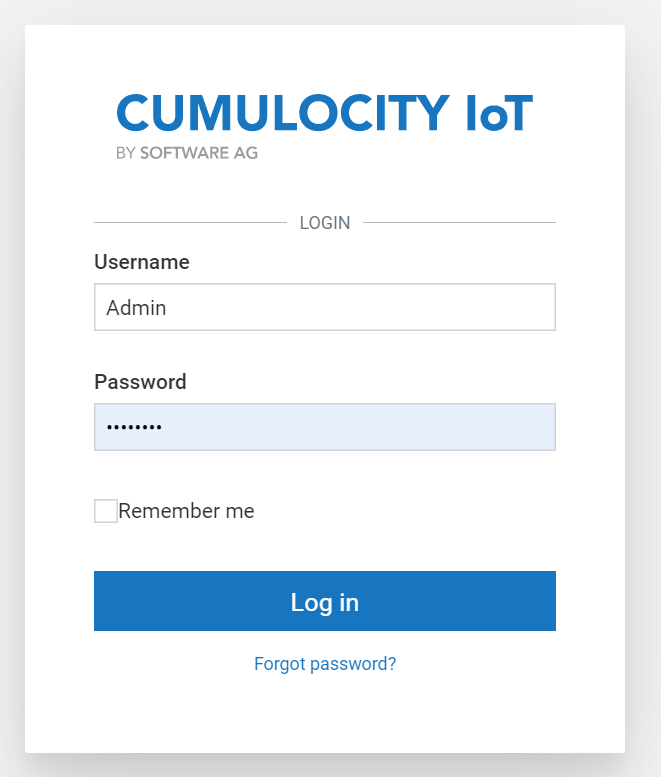 CUMULOCITY IoT
BY SOFTWARE AG
LOGIN
Username
Admin
Password
••••••••
Remember me
Log in
Forgot password?